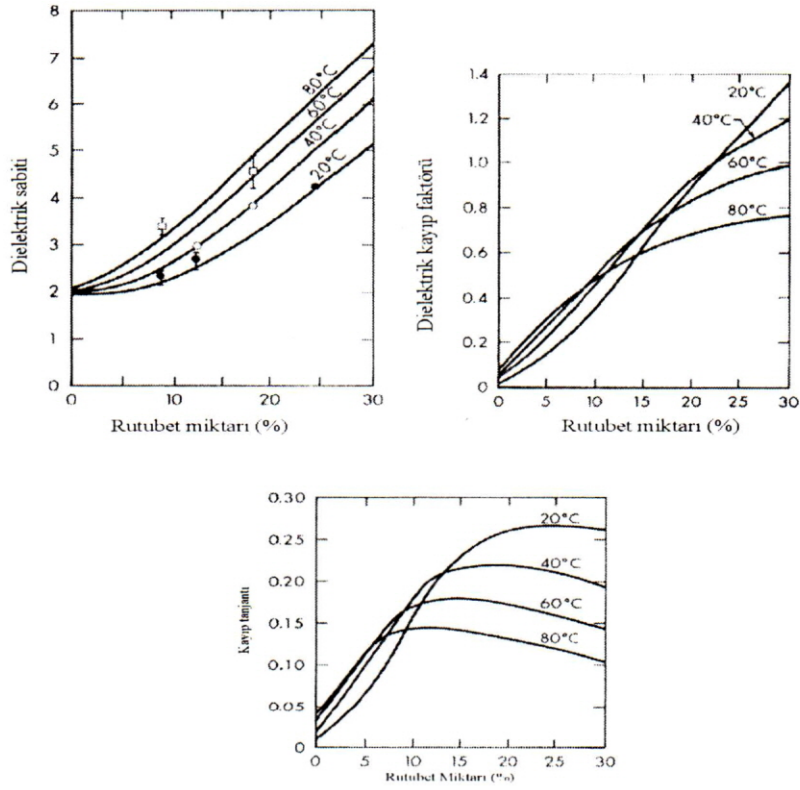 Dielektrik sabiti
8
7
6
5
4
3
2
1
0
80°C
60°C
40°C
20°C
0
10
20
30
Rutubet miktarı (%)
Dielektrik kayıp faktörü
1.4
1.2
1.0
0.8
0.6
0.4
0.2
0
20°C
40°C
60°C
80°C
0
5
10
15
20
25
30
Rutubet miktarı (%)
Kayıp tanjantı
0.30
0.25
0.20
0.15
0.10
0.05
0
20°C
40°C
60°C
80°C
0
5
10
15
20
25
30
Rutubet Miktarı (%)